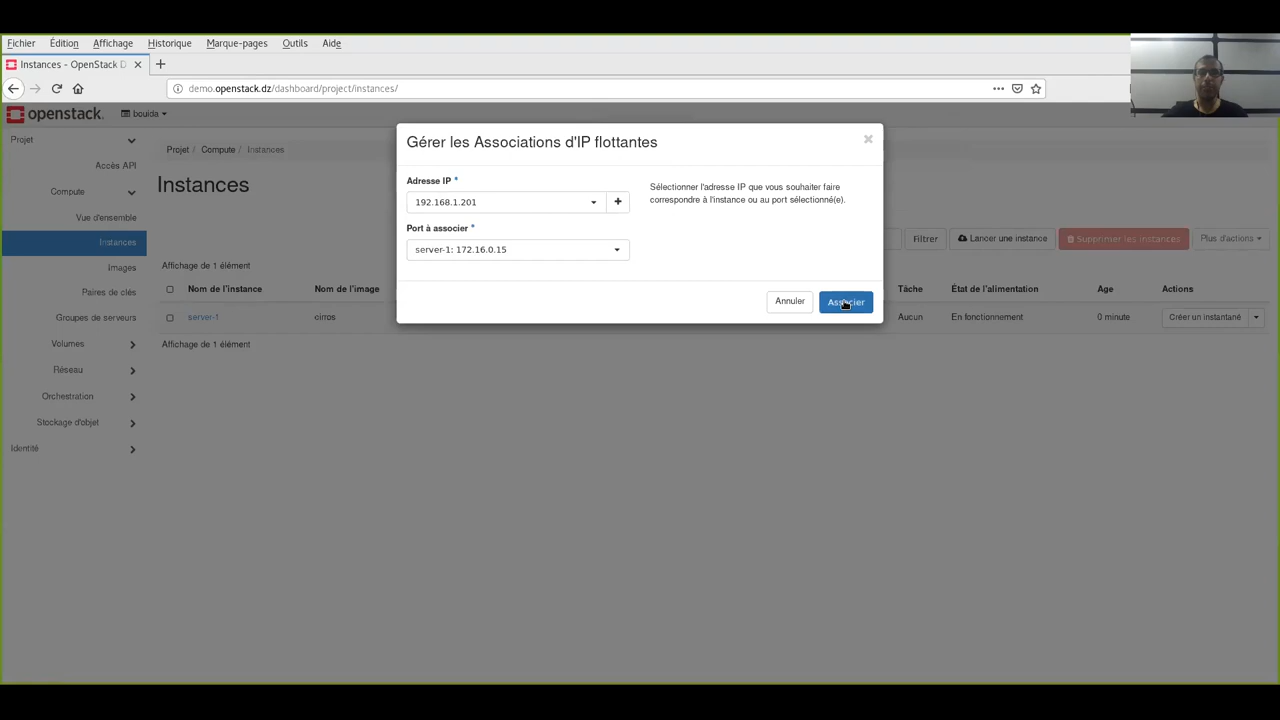 Fichier Édition Affichage Historique Marque-pages Outils Aide
Instances - OpenStack D
demo.openstack.dz/dashboard/project/instances/
openstack. bouida
Projet
Accès API
Compute
Vue d'ensemble
Instances
Images
Paires de clés
Groupes de serveurs
Volumes
Réseau
Orchestration
Stockage d'objet
Identité
Projet / Compute / Instances
Instances
Filtrer Lancer une instance Supprimer les instances Plus d'actions
Affichage de 1 élément
Nom de l'instance Nom de l'image Tâche État de l'alimentation Age Actions
server-1 cirros Aucun En fonctionnement 0 minute Créer un instantané
Affichage de 1 élément
Gérer les Associations d'IP flottantes
Adresse IP *
192.168.1.201
Port à associer *
server-1: 172.16.0.15
Sélectionner l'adresse IP que vous souhaiter faire
correspondre à l'instance ou au port sélectionné(e).
Annuler Associer